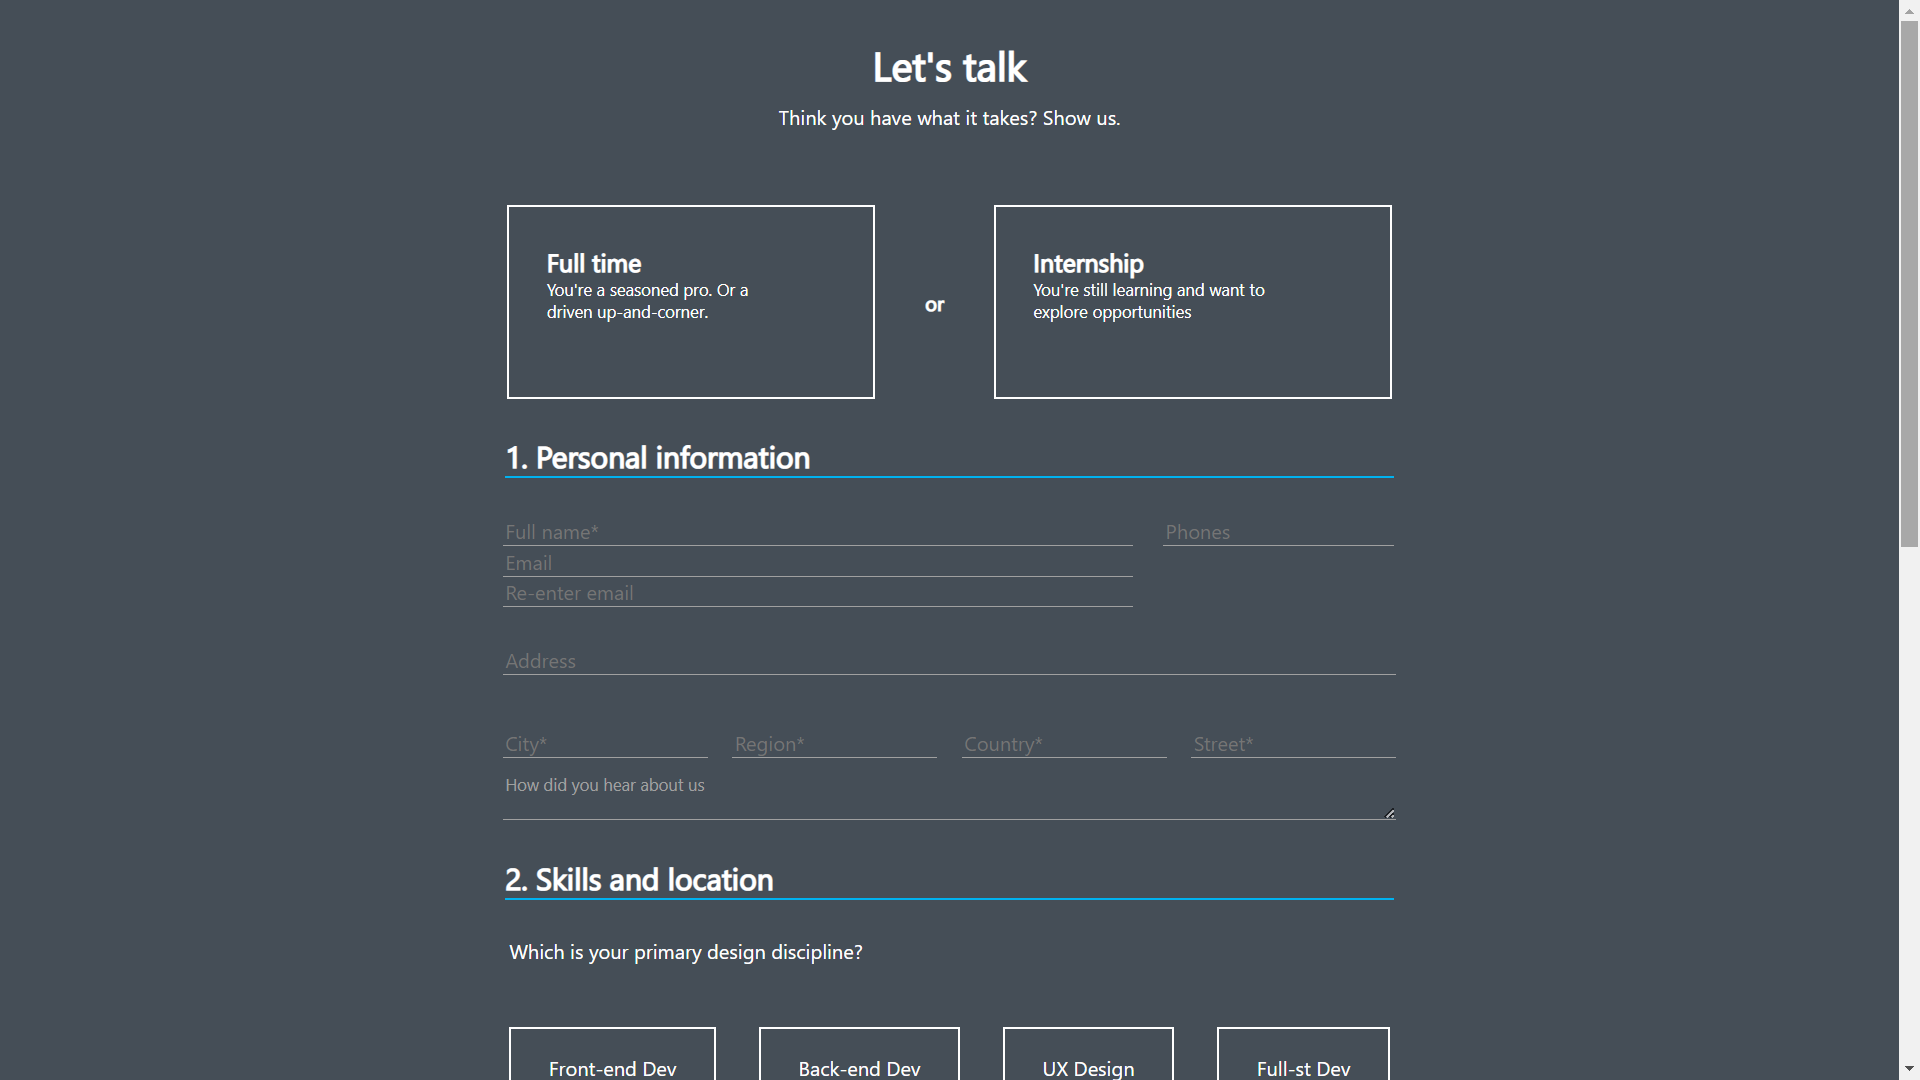 Let's talk
Think you have what it takes? Show us.
Full time
You're a seasoned pro. Or a
driven up-and-corner.
or
Internship
You're still learning and want to
explore opportunities
1. Personal information
Full name*
Phones
Email
Re-enter email
Address
City*
Region*
Country*
Street*
How did you hear about us
2. Skills and location
Which is your primary design discipline?
Front-end Dev
Back-end Dev
UX Design
Full-st Dev